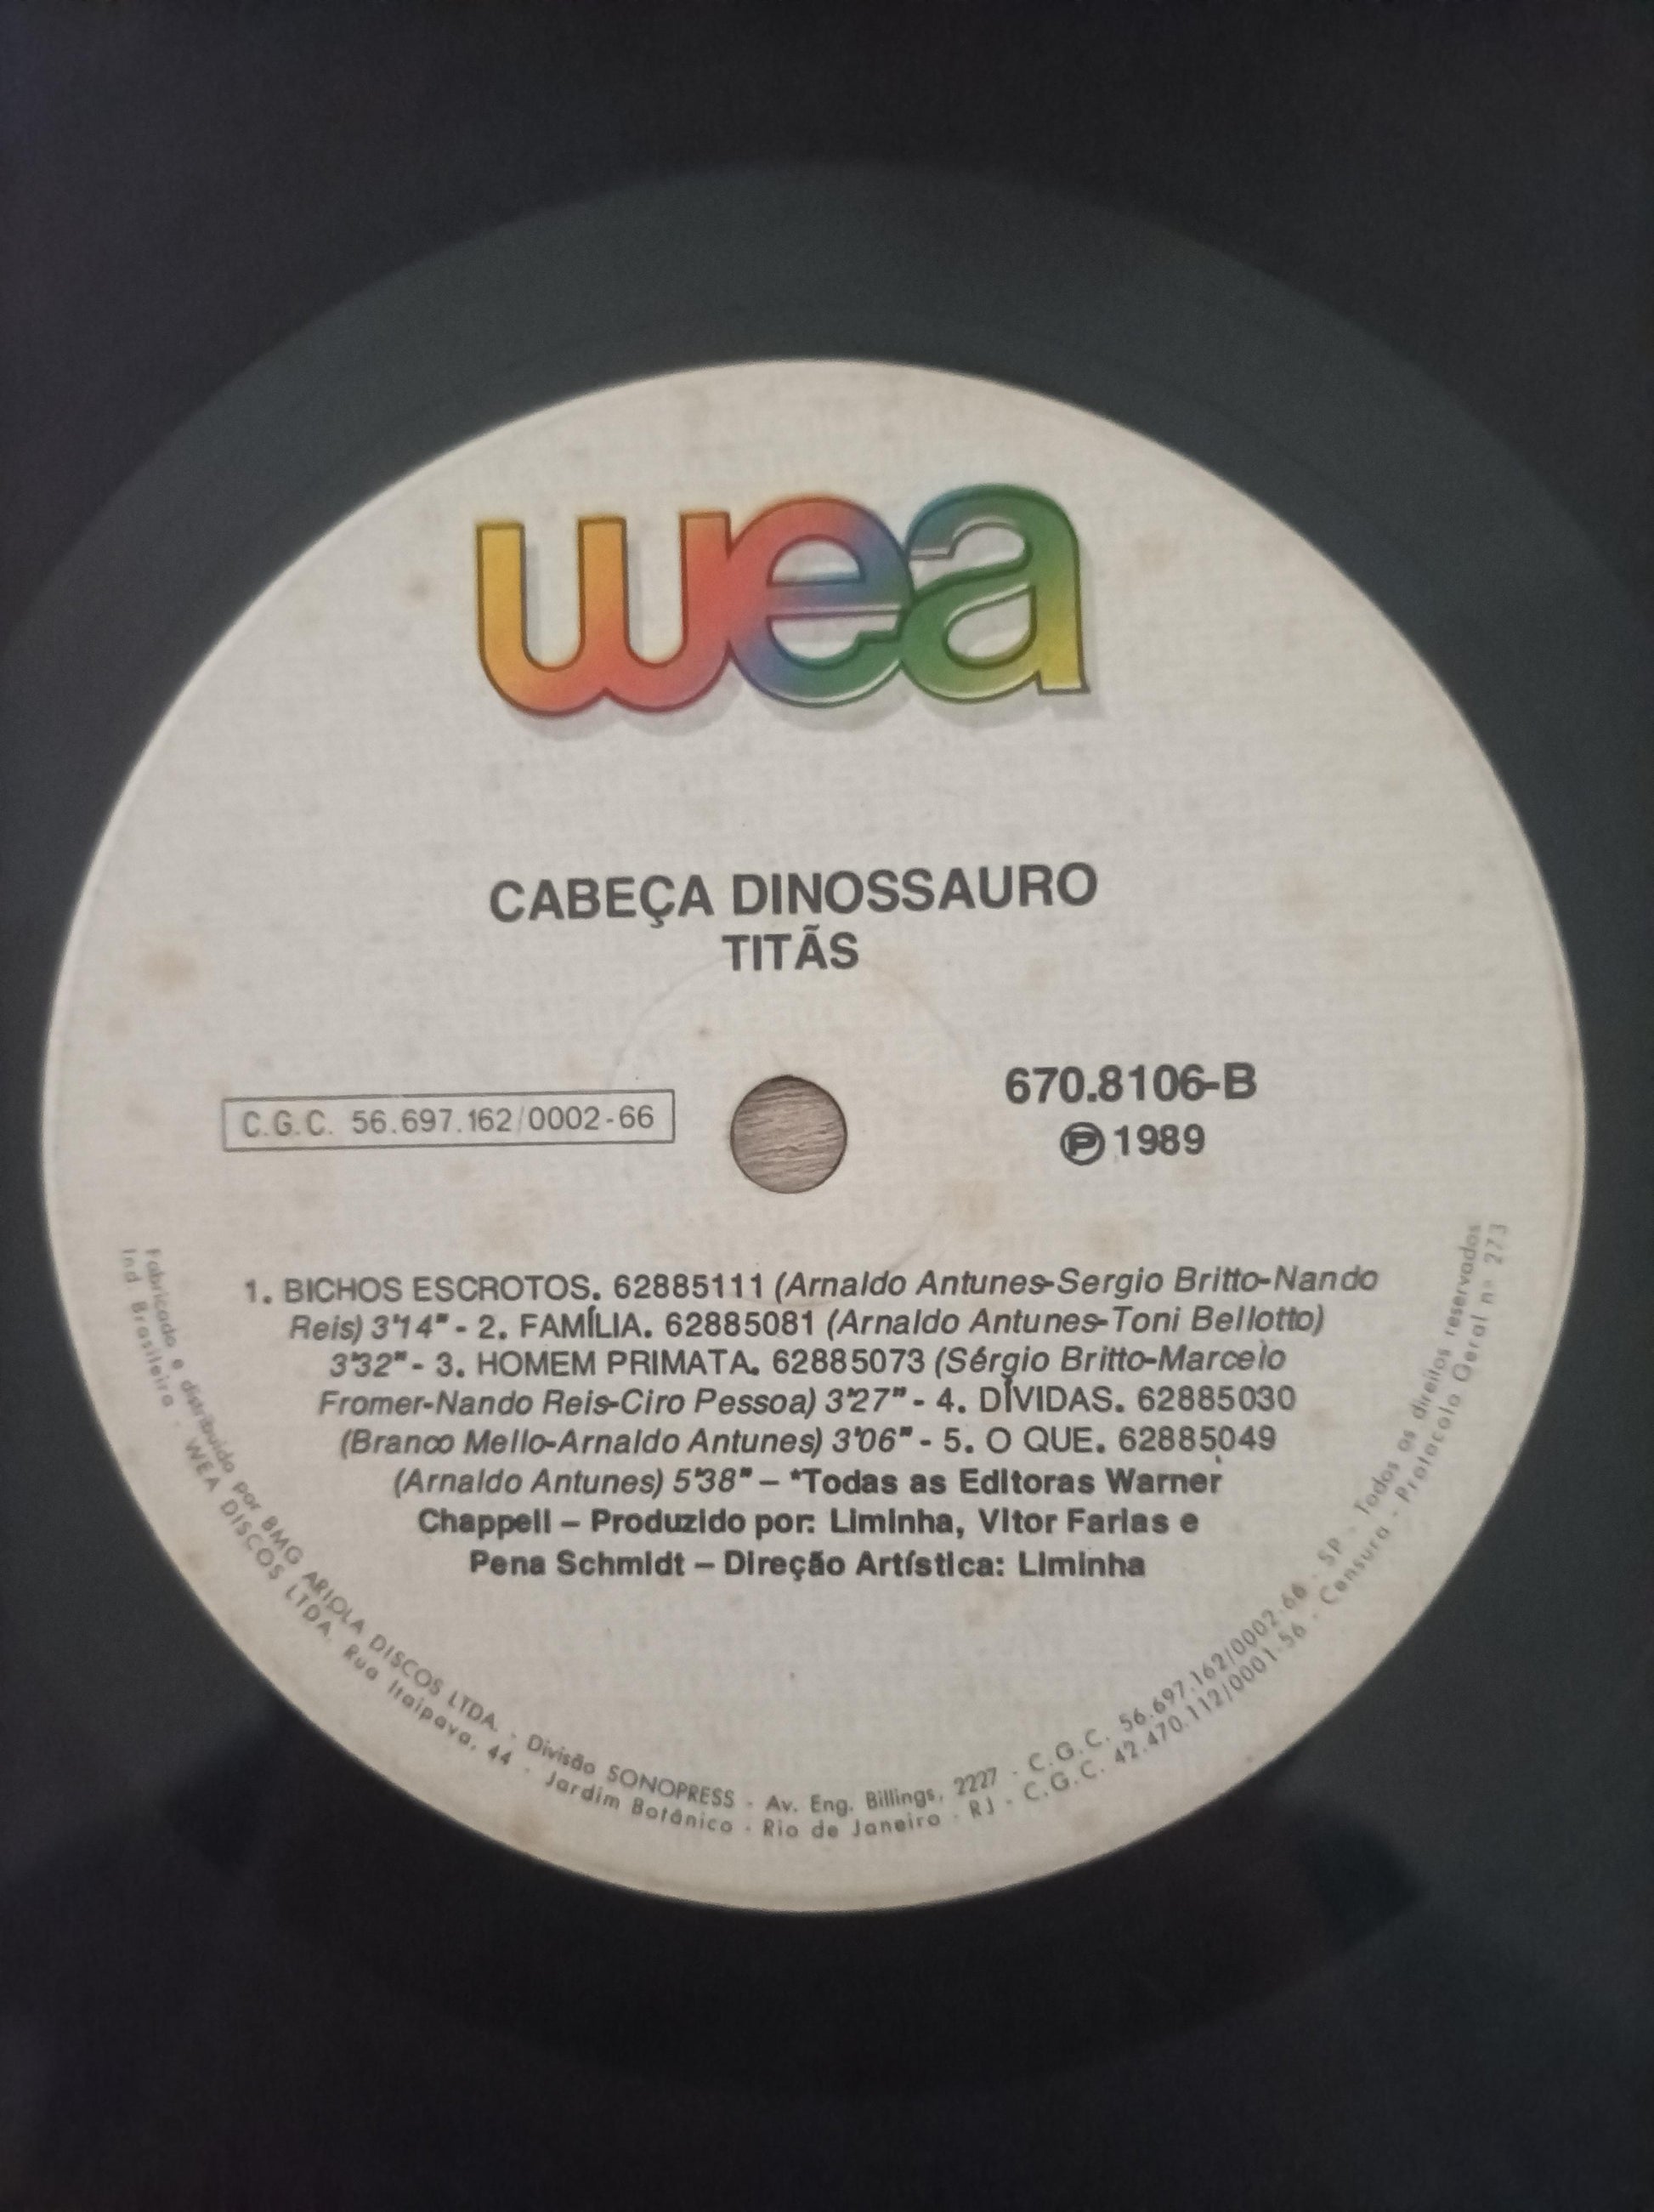 wea
CABEÇA DINOSSAURO
TITÃS
C.G.C. 56.697.162/0002-66
670.8106-B
Ⓟ 1989
1. BICHOS ESCROTOS. 62885111 (Arnaldo Antunes-Sergio Britto-Nando
Reis) 3'14" - 2. FAMÍLIA. 62885081 (Arnaldo Antunes-Toni Bellotto)
3'32" - 3. HOMEM PRIMATA. 62885073 (Sérgio Britto-Marcelo
Fromer-Nando Reis-Ciro Pessoa) 3'27" - 4. DÍVIDAS. 62885030
(Branco Mello-Arnaldo Antunes) 3'06" - 5. O QUE. 62885049
(Arnaldo Antunes) 5'38" – *Todas as Editoras Warner
Chappell – Produzido por: Liminha, Vitor Farias e
Pena Schmidt – Direção Artística: Liminha
Fabricado e distribuído por BMG ARIOLA DISCOS LTDA. - Divisão SONOPRESS - Av. Eng. Billings, 2227 - C.G.C. 56.697.162/0002-66 - SP - Todos os direitos reservados
Ind. Brasileira - WEA DISCOS LTDA. Rua Itaipava, 44 - Jardim Botânico - Rio de Janeiro - RJ - C.G.C. 42.470.112/0001-56 - Censura - Protocolo Geral nº 273